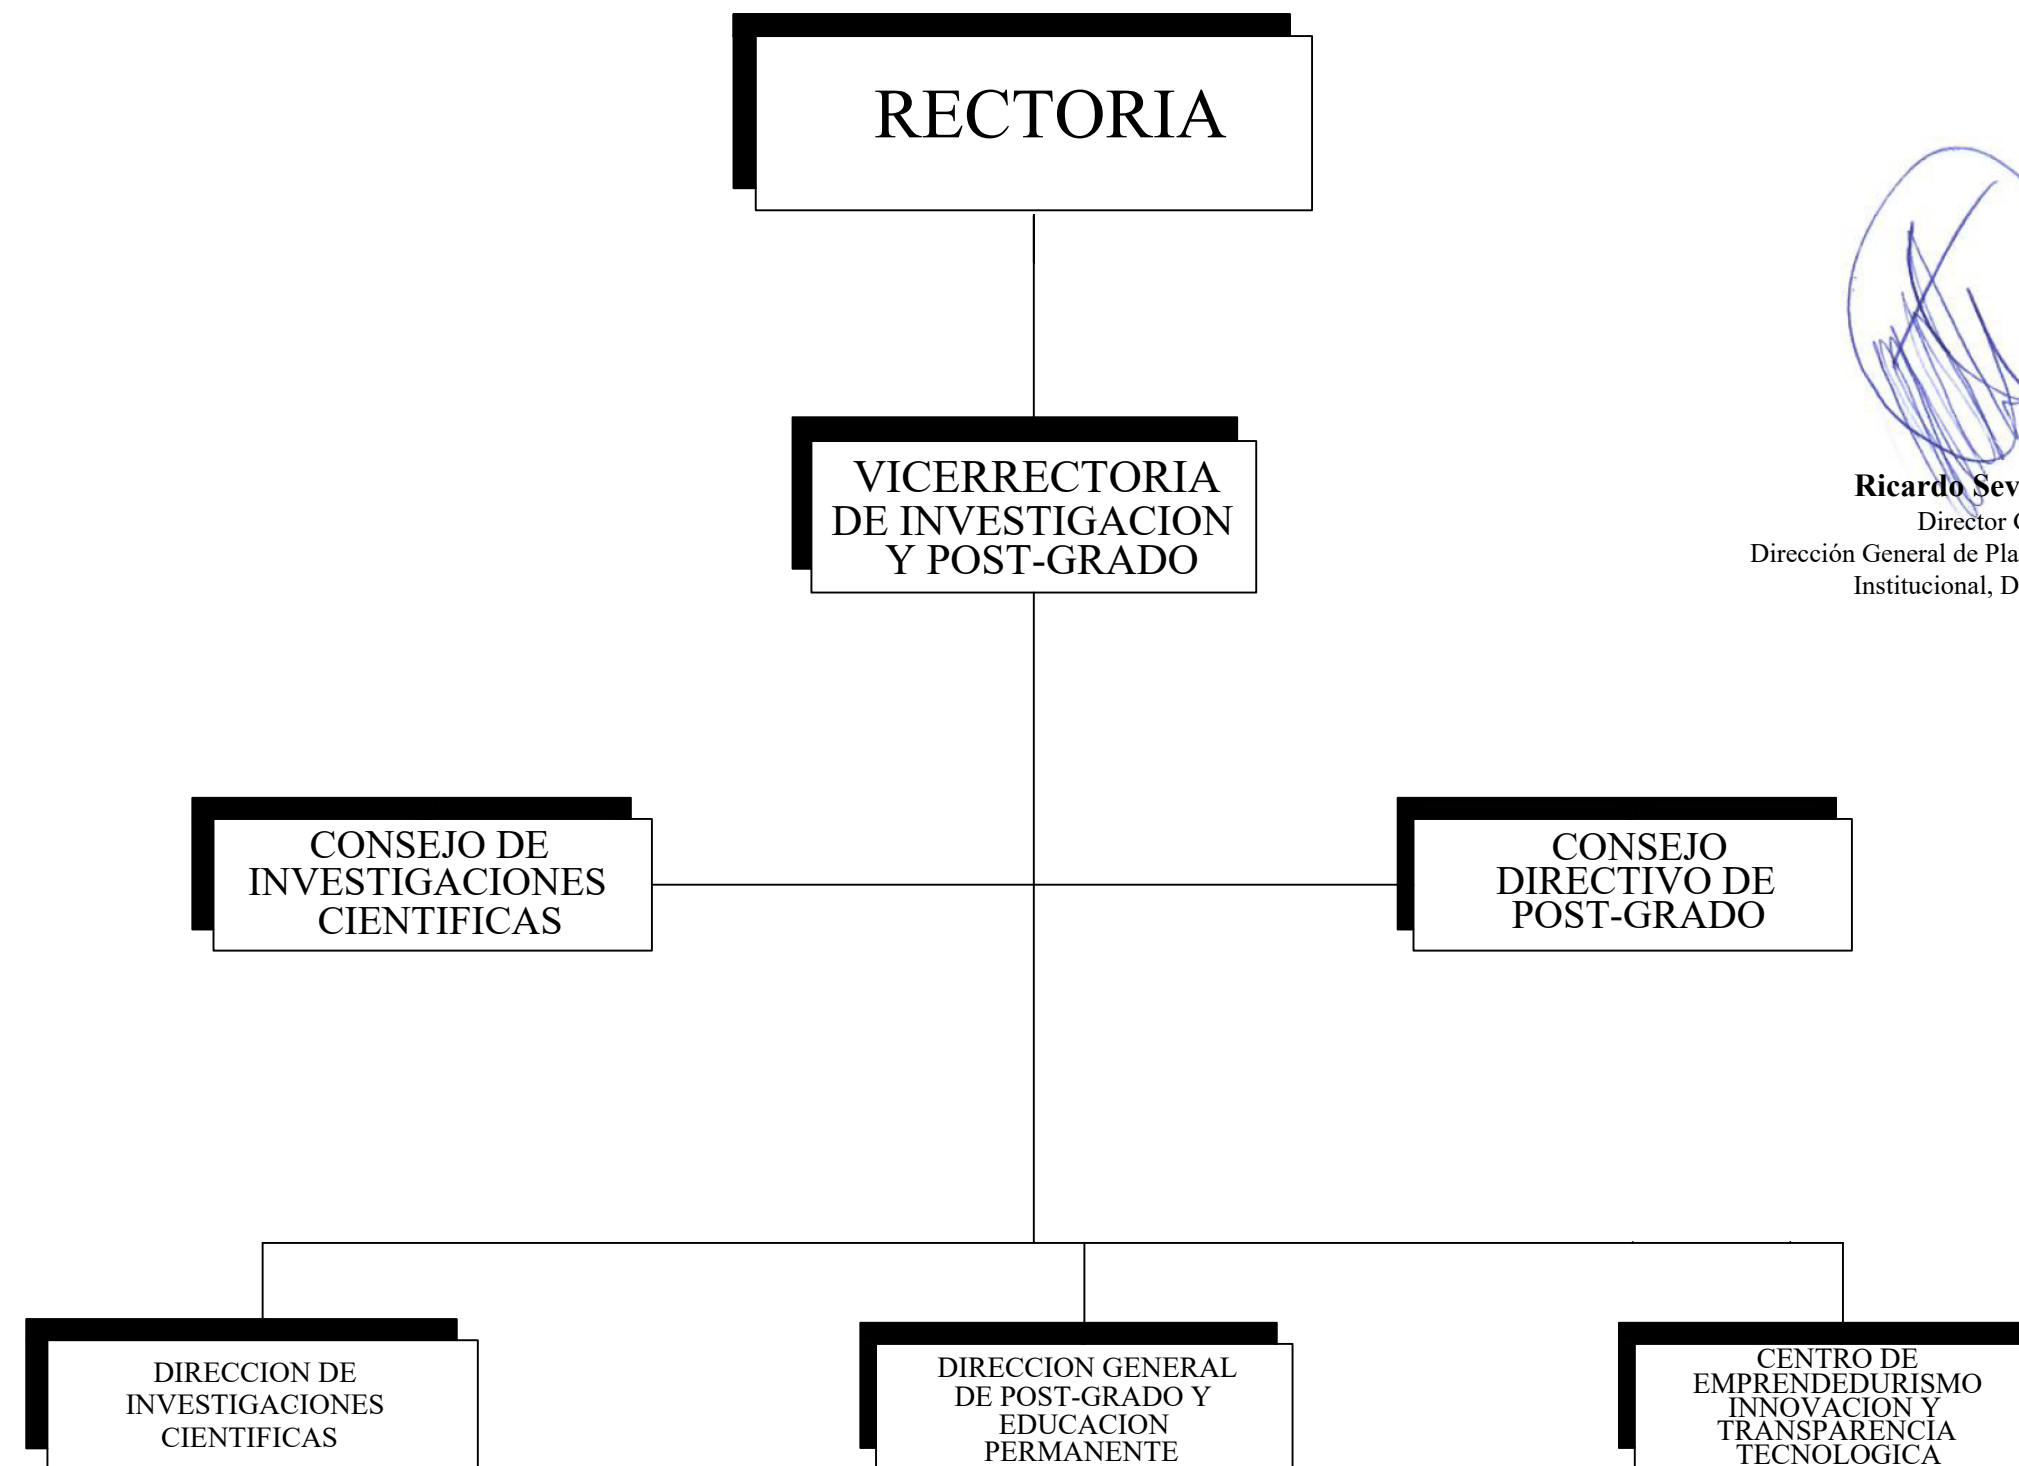 RECTORIA
VICERRECTORIA
DE INVESTIGACION
Y POST-GRADO
Ricardo
Director
Dirección General de
Institucional,
CONSEJO DE
INVESTIGACIONES
CIENTIFICAS
CONSEJO
DIRECTIVO DE
POST-GRADO
DIRECCION DE
INVESTIGACIONES
CIENTIFICAS
DIRECCION GENERAL
DE POST-GRADO Y
EDUCACION
PERMANENTE
CENTRO DE
EMPRENDEDURISMO
INNOVACION Y
TRANSPARENCIA
TECNOLOGICA